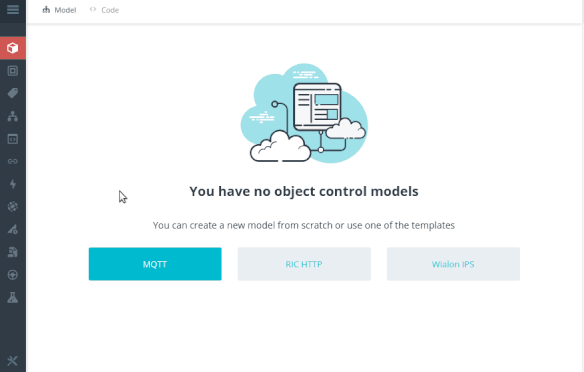 Model
Code
You have no object control models
You can create a new model from scratch or use one of the templates
MQTT
RIC HTTP
Wialon IPS